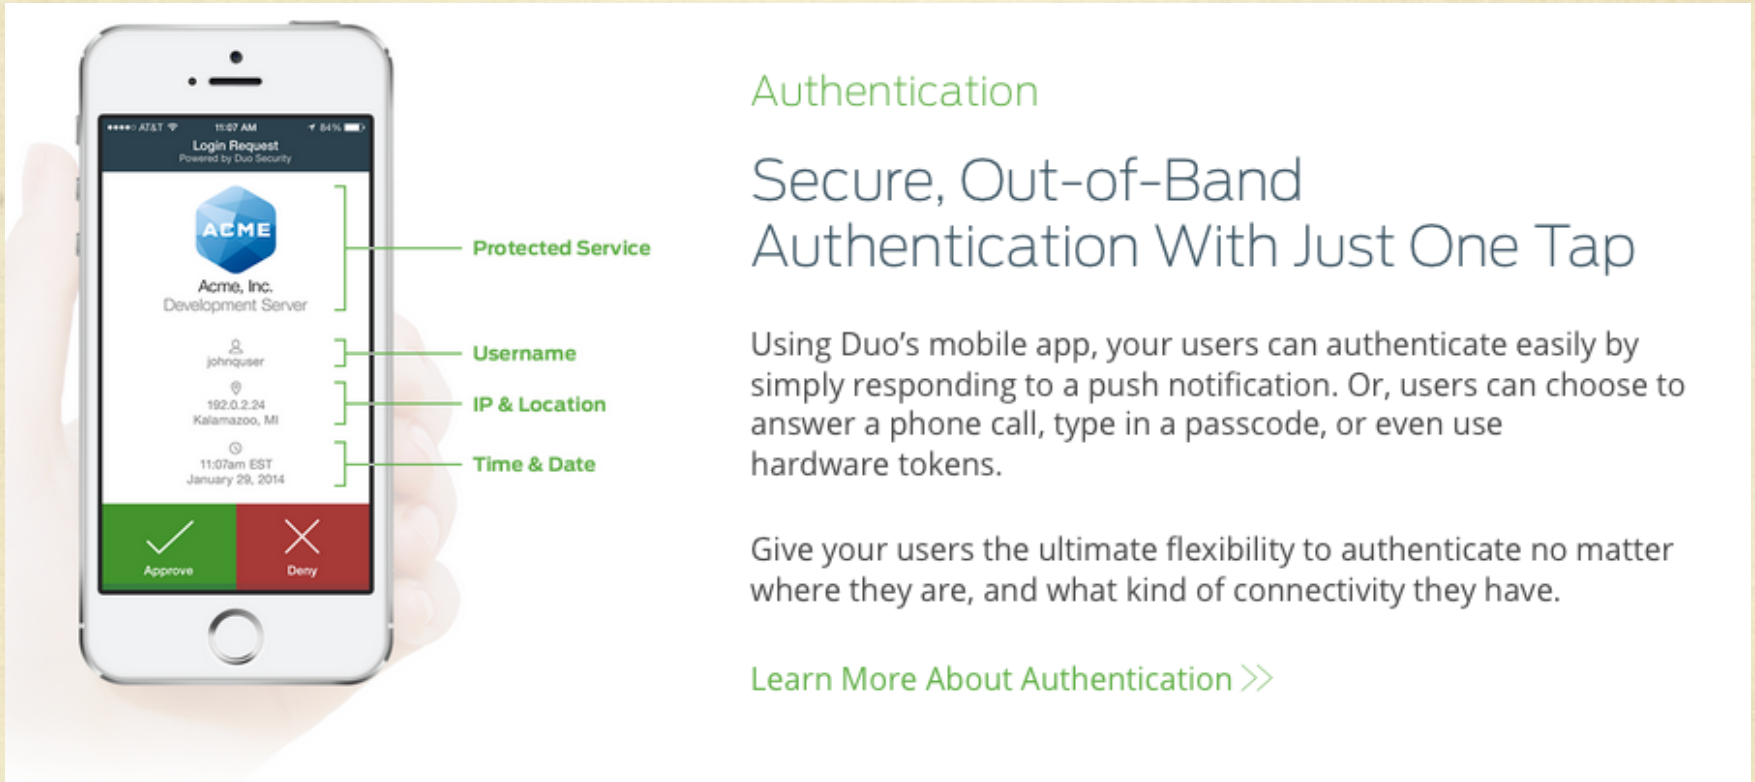 AT&T 11:07 AM 84%
Login Request
Powered by Duo Security
ACME
Acme, Inc.
Development Server
johnquser
192.0.2.24
Kalamazoo, MI
11:07am EST
January 29, 2014
Approve Deny
Protected Service
Username
IP & Location
Time & Date
Authentication
Secure, Out-of-Band
Authentication With Just One Tap
Using Duo’s mobile app, your users can authenticate easily by
simply responding to a push notification. Or, users can choose to
answer a phone call, type in a passcode, or even use
hardware tokens.
Give your users the ultimate flexibility to authenticate no matter
where they are, and what kind of connectivity they have.
Learn More About Authentication >>